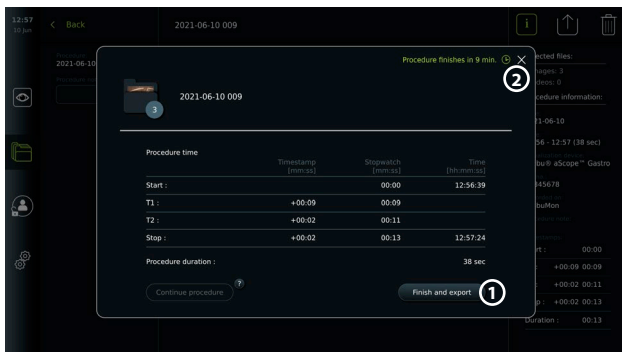 12:57
10 Jun
Back
2021-06-10 009
i
Procedure finishes in 9 min.
2
2021-06-10
3
2021-06-10 009
Procedure time
Timestamp
[mm:ss]
Stopwatch
[mm:ss]
Time
[hh:mm:ss]
Start : 00:00 12:56:39
T1 : +00:09 00:09
T2 : +00:02 00:11
Stop : +00:02 00:13 12:57:24
Procedure duration : 38 sec
Continue procedure
?
Finish and export
1
ected files:
ages: 3
deos: 0
cedure information:
1-06-10
56 - 12:57 (38 sec)
bu® aScope™ Gastro
345678
buMon
rt : 00:00
: +00:09 00:09
: +00:02 00:11
p : +00:02 00:13
Duration : 00:13